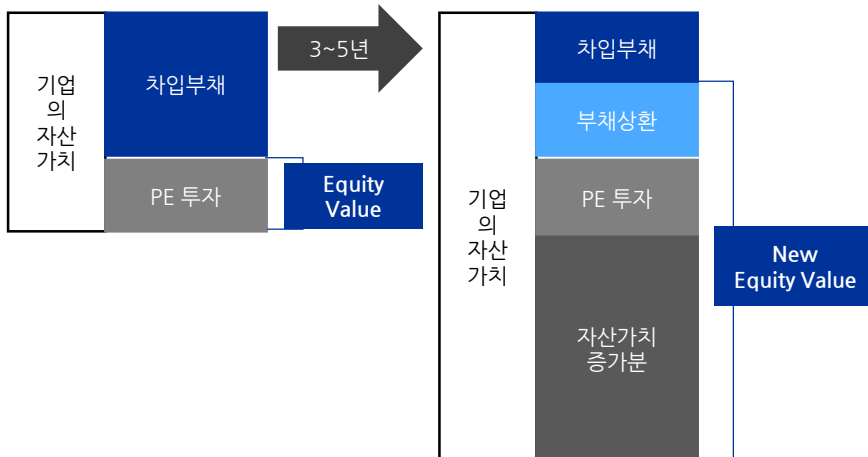 기업
의
자산
가치
차입부채
PE 투자
Equity
Value
3~5년
기업
의
자산
가치
차입부채
부채상환
PE 투자
자산가치
증가분
New
Equity Value